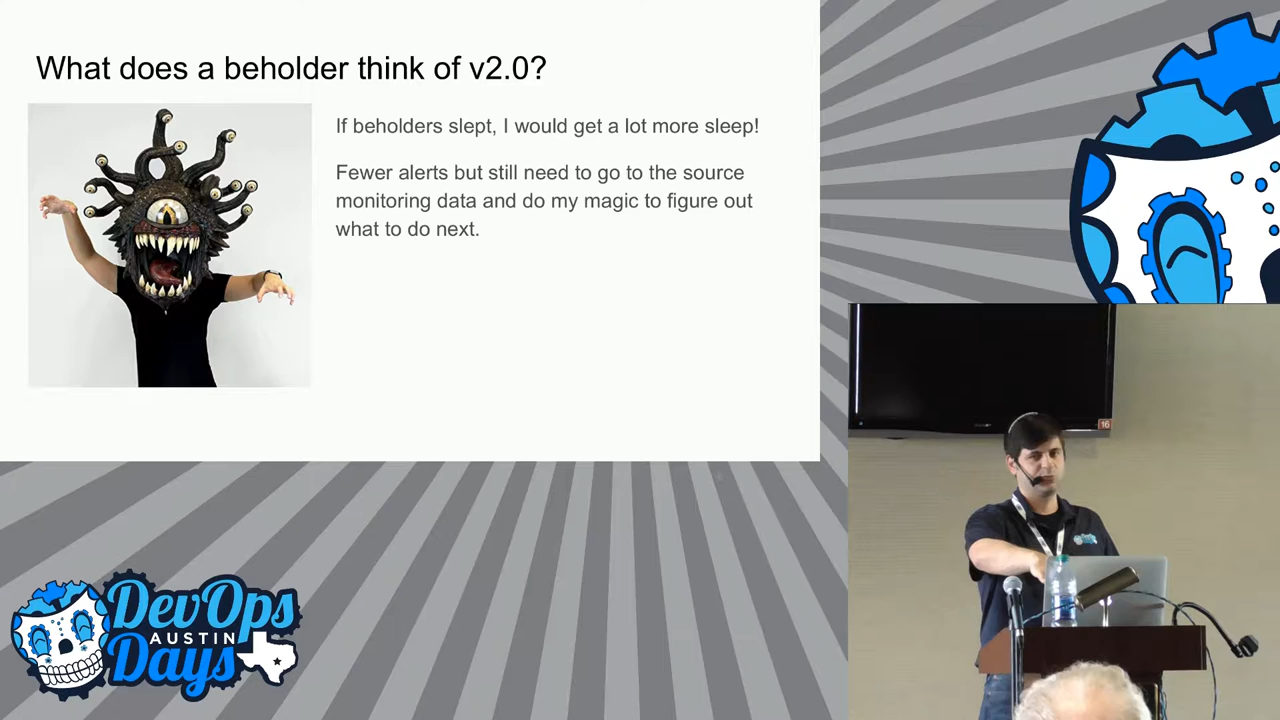 What does a beholder think of v2.0?
If beholders slept, I would get a lot more sleep!
Fewer alerts but still need to go to the source
monitoring data and do my magic to figure out
what to do next.
16
DevOps
AUSTIN
Days